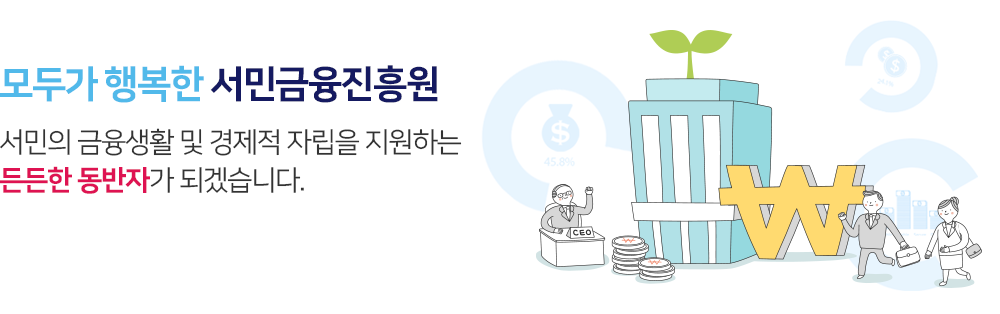 모두가 행복한 서민금융진흥원
서민의 금융생활 및 경제적 자립을 지원하는
든든한 동반자가 되겠습니다.
$
45.8%
CEO